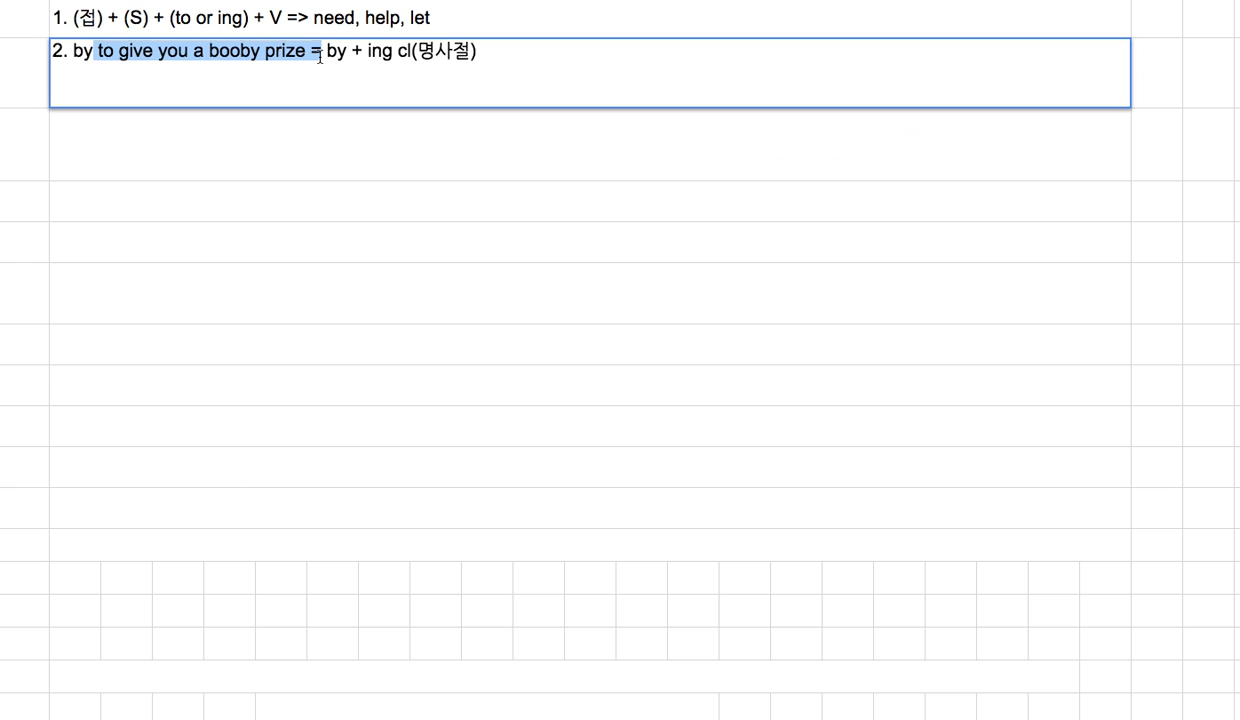 1. (접) + (S) + (to or ing) + V => need, help, let
2. by to give you a booby prize = by + ing cl(명사절)